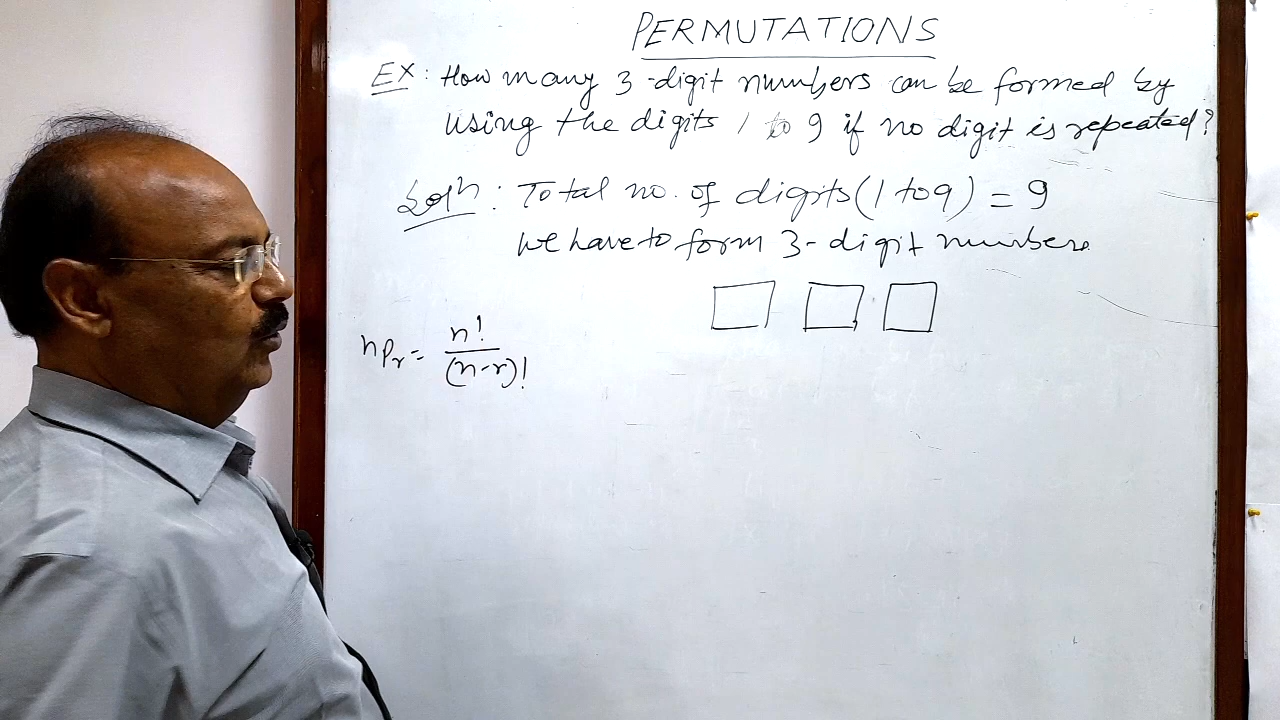 PERMUTATIONS
Ex: How many 3-digit numbers can be formed by
using the digits 1 to 9 if no digit is repeated?
Solⁿ: Total no. of digits (1 to 9) = 9
we have to form 3-digit numbers
nPr = n!
(n-r)!